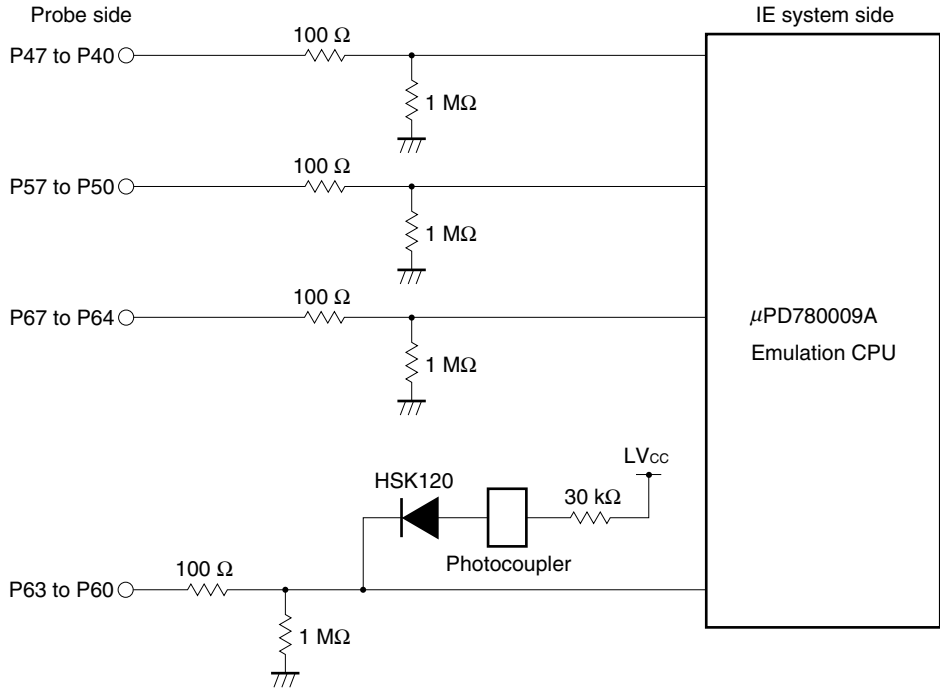 Probe side
IE system side
P47 to P40
100 Ω
1 MΩ
P57 to P50
100 Ω
1 MΩ
P67 to P64
100 Ω
1 MΩ
μPD780009A
Emulation CPU
LVCC
HSK120
30 kΩ
Photocoupler
P63 to P60
100 Ω
1 MΩ